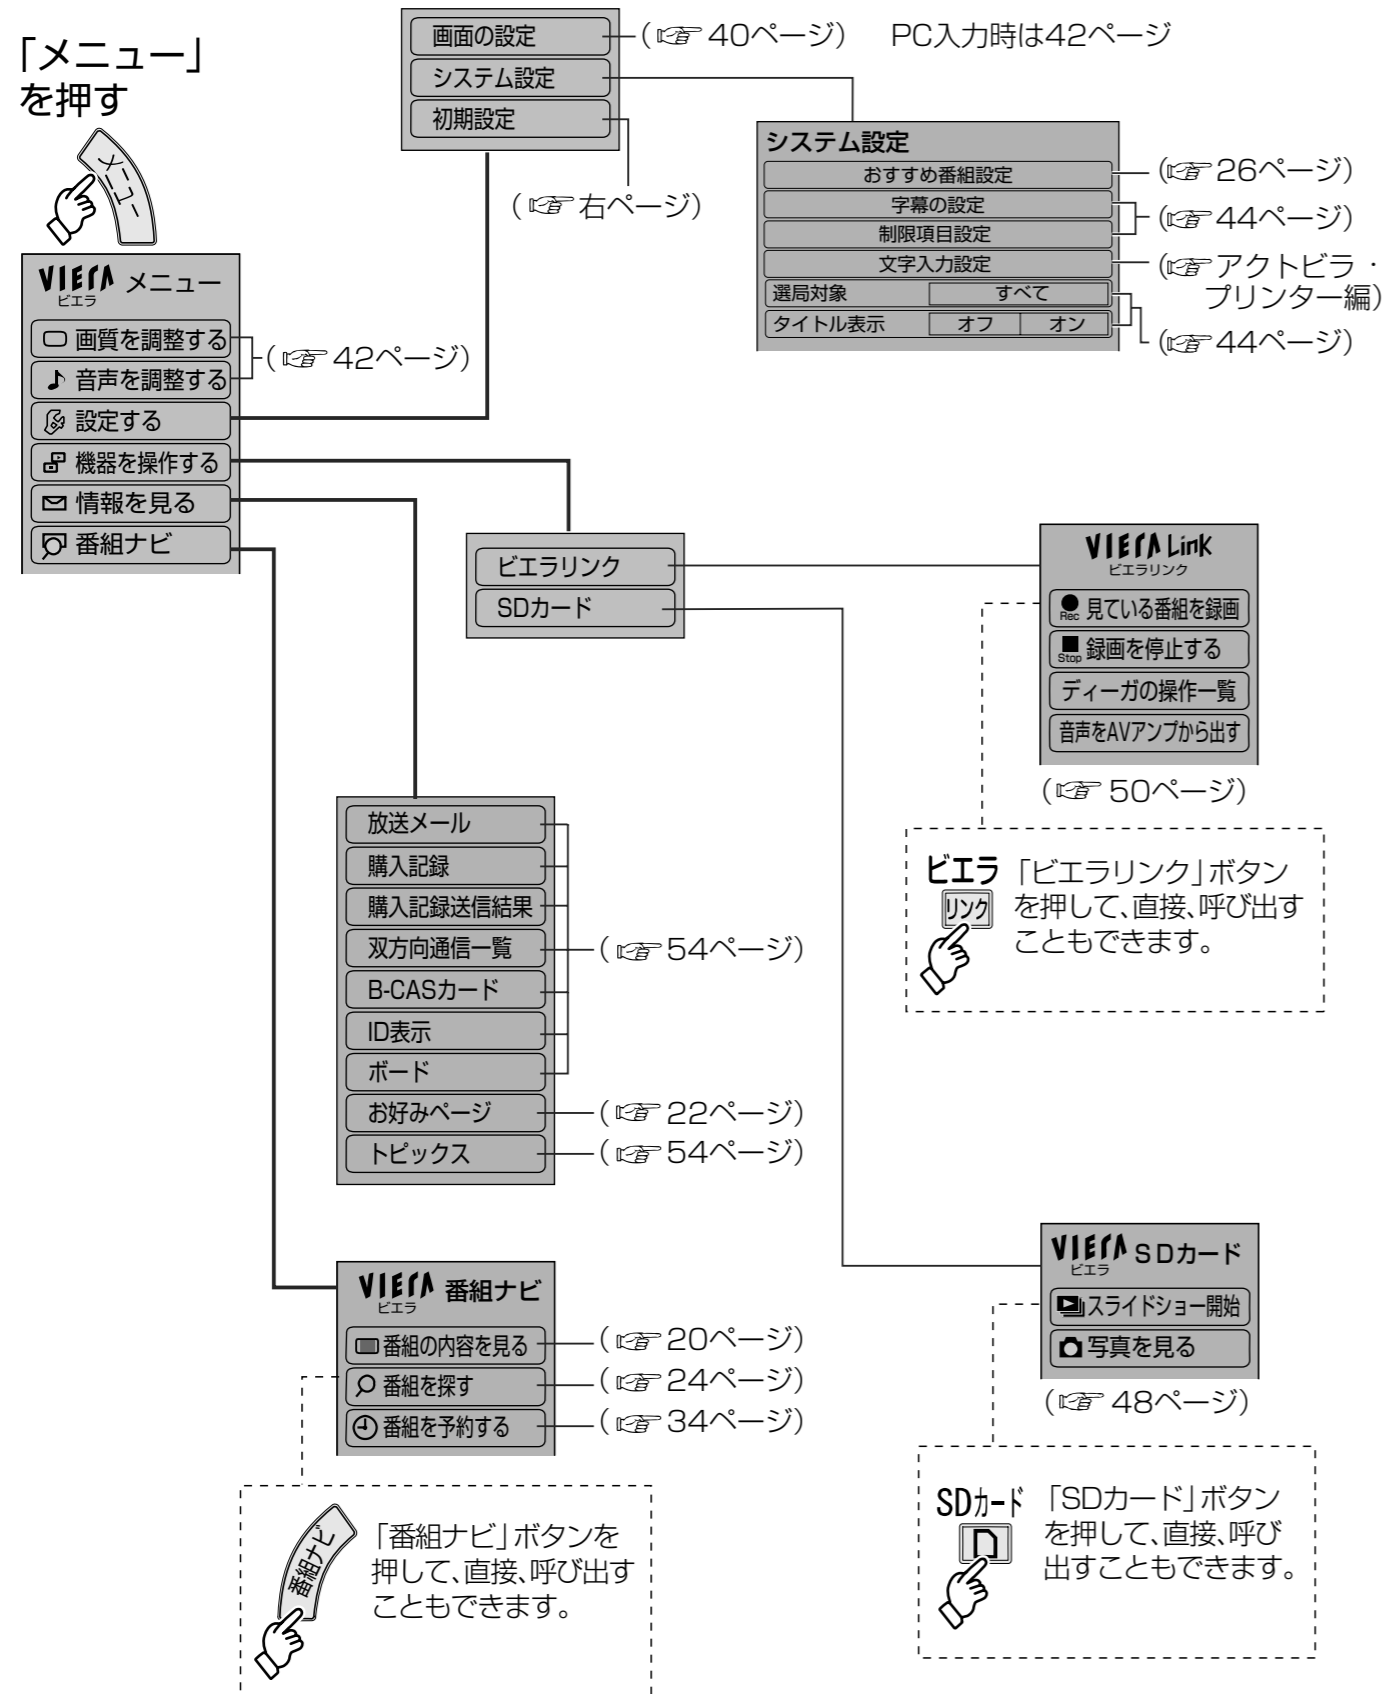 「メニュー」
を押す
メニュー
画面の設定
(☞40ページ) PC入力時は42ページ
システム設定
初期設定
(☞右ページ)
システム設定
おすすめ番組設定
(☞26ページ)
字幕の設定
制限項目設定
(☞44ページ)
文字入力設定
(☞アクトビラ・
プリンター編)
選局対象 すべて
タイトル表示 オフ オン
(☞44ページ)
VIERA メニュー
ビエラ
画質を調整する
音声を調整する
(☞42ページ)
設定する
機器を操作する
情報を見る
番組ナビ
ビエラリンク
SDカード
VIERA Link
ビエラリンク
Rec 見ている番組を録画
Stop 録画を停止する
ディーガの操作一覧
音声をAVアンプから出す
(☞50ページ)
ビエラ
リンク
「ビエラリンク」ボタン
を押して、直接、呼び出す
こともできます。
放送メール
購入記録
購入記録送信結果
双方向通信一覧
(☞54ページ)
B-CASカード
ID表示
ボード
お好みページ
(☞22ページ)
トピックス
(☞54ページ)
VIERA 番組ナビ
ビエラ
番組の内容を見る
(☞20ページ)
番組を探す
(☞24ページ)
番組を予約する
(☞34ページ)
番組ナビ
「番組ナビ」ボタンを
押して、直接、呼び出す
こともできます。
VIERA SDカード
ビエラ
スライドショー開始
写真を見る
(☞48ページ)
SDカード
「SDカード」ボタン
を押して、直接、呼び
出すこともできます。